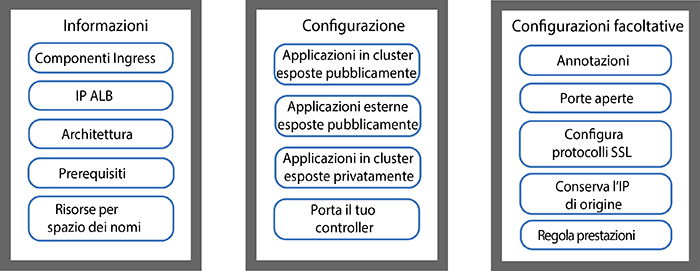 Informazioni
Componenti Ingress
IP ALB
Architettura
Prerequisiti
Risorse per
spazio dei nomi
Configurazione
Applicazioni in cluster
esposte pubblicamente
Applicazioni esterne
esposte pubblicamente
Applicazioni in cluster
esposte privatamente
Porta il tuo
controller
Configurazioni facoltative
Annotazioni
Porte aperte
Configura
protocolli SSL
Conserva l'IP
di origine
Regola prestazioni